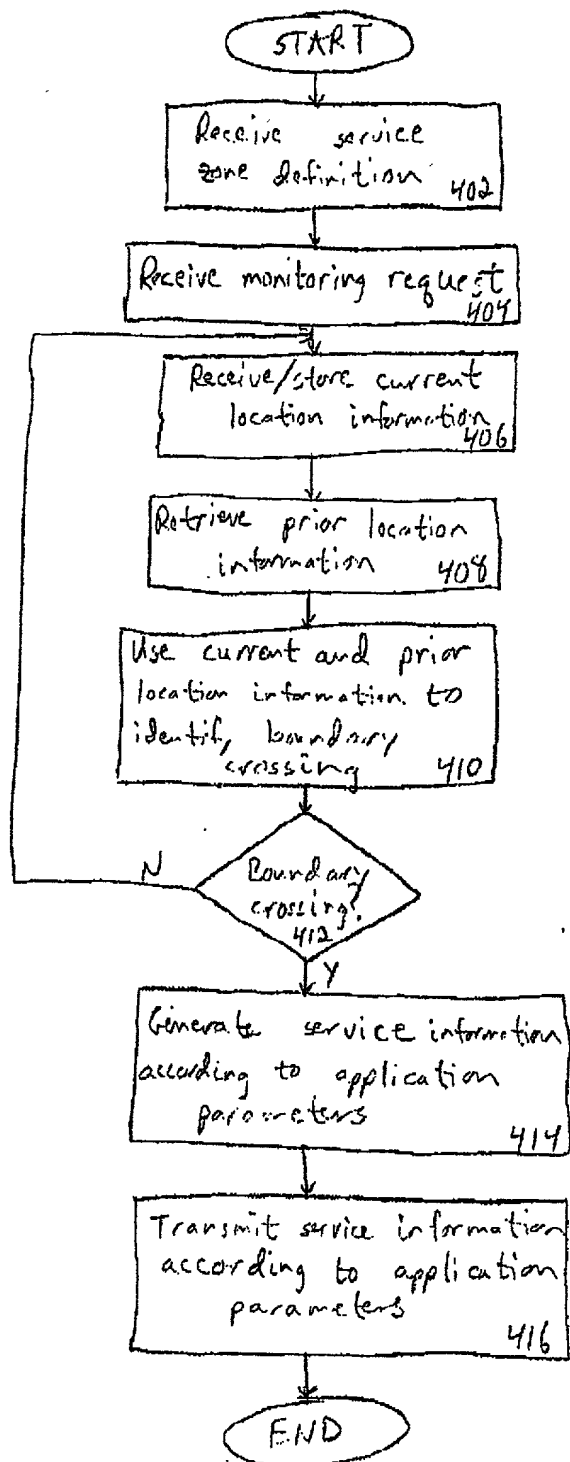 START
Receive service
zone definition
402
Receive monitoring request
404
Receive/store current
location information
406
Retrieve prior location
information 408
Use current and prior
location information to
identify boundary
crossing 410
N
Boundary
crossing?
412
Y
Generate service information
according to application
parameters
414
Transmit service information
according to application
parameters
416
END